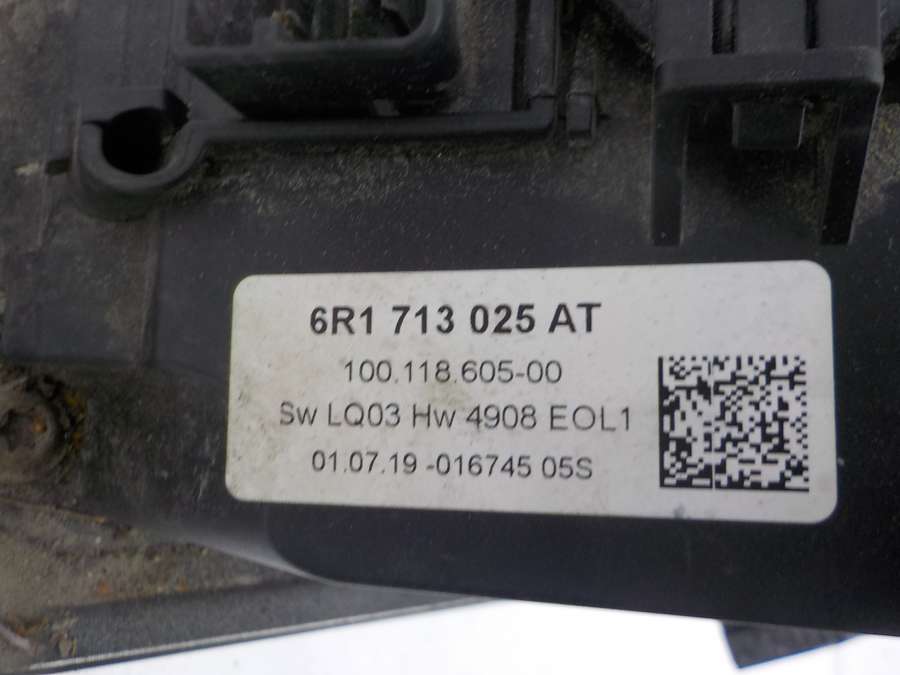 6R1 713 025 AT
100.118.605-00
Sw LQ03 Hw 4908 EOL1
01.07.19 -016745 05S